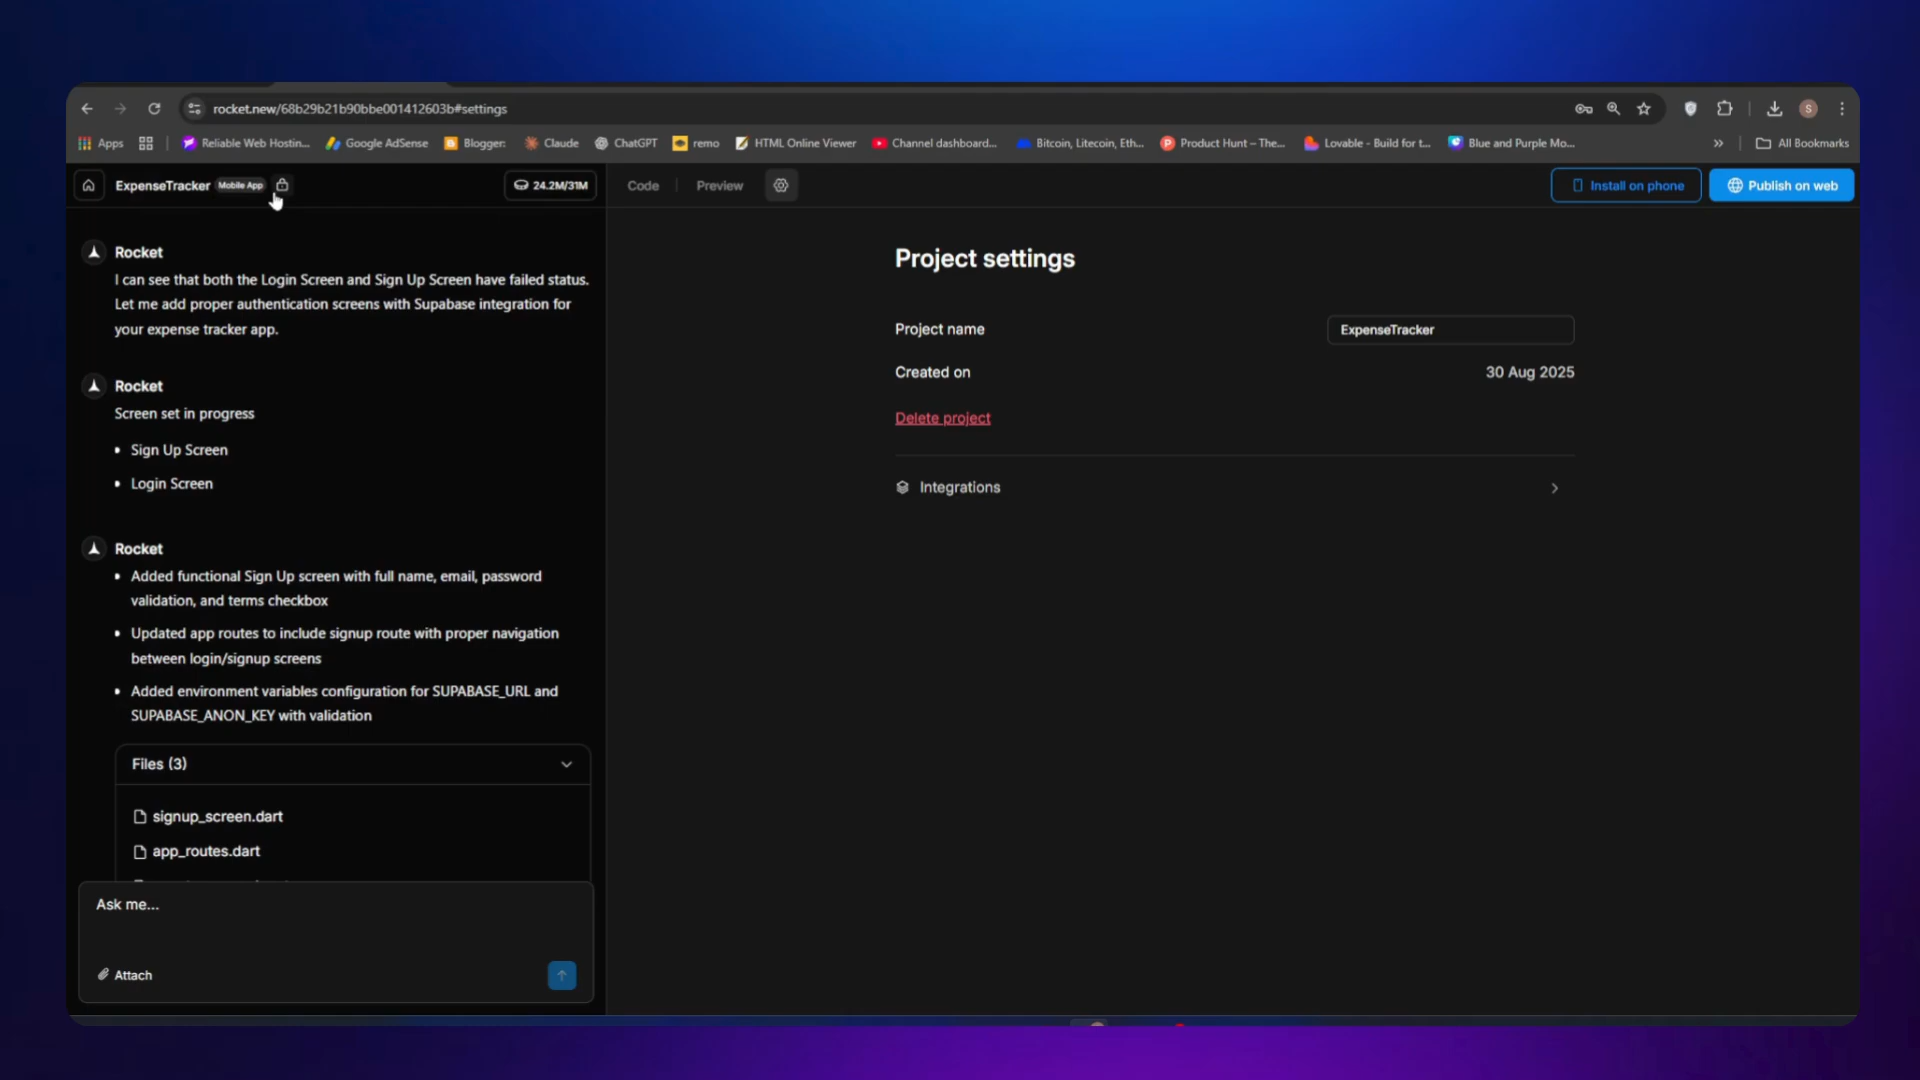 rocket.new/68b29b21b90bbe001412603b#settings
Apps
Reliable Web Hostin...
Google AdSense
Blogger:
Claude
ChatGPT
remo
HTML Online Viewer
Channel dashboard...
Bitcoin, Litecoin, Eth...
Product Hunt – The...
Lovable - Build for t...
Blue and Purple Mo...
»
All Bookmarks
ExpenseTracker
Mobile App
24.2M/31M
Code
Preview
Install on phone
Publish on web
Rocket
I can see that both the Login Screen and Sign Up Screen have failed status.
Let me add proper authentication screens with Supabase integration for
your expense tracker app.
Rocket
Screen set in progress
• Sign Up Screen
• Login Screen
Rocket
• Added functional Sign Up screen with full name, email, password
validation, and terms checkbox
• Updated app routes to include signup route with proper navigation
between login/signup screens
• Added environment variables configuration for SUPABASE_URL and
SUPABASE_ANON_KEY with validation
Files (3)
signup_screen.dart
app_routes.dart
Ask me...
Attach
Project settings
Project name
ExpenseTracker
Created on
30 Aug 2025
Delete project
Integrations
S